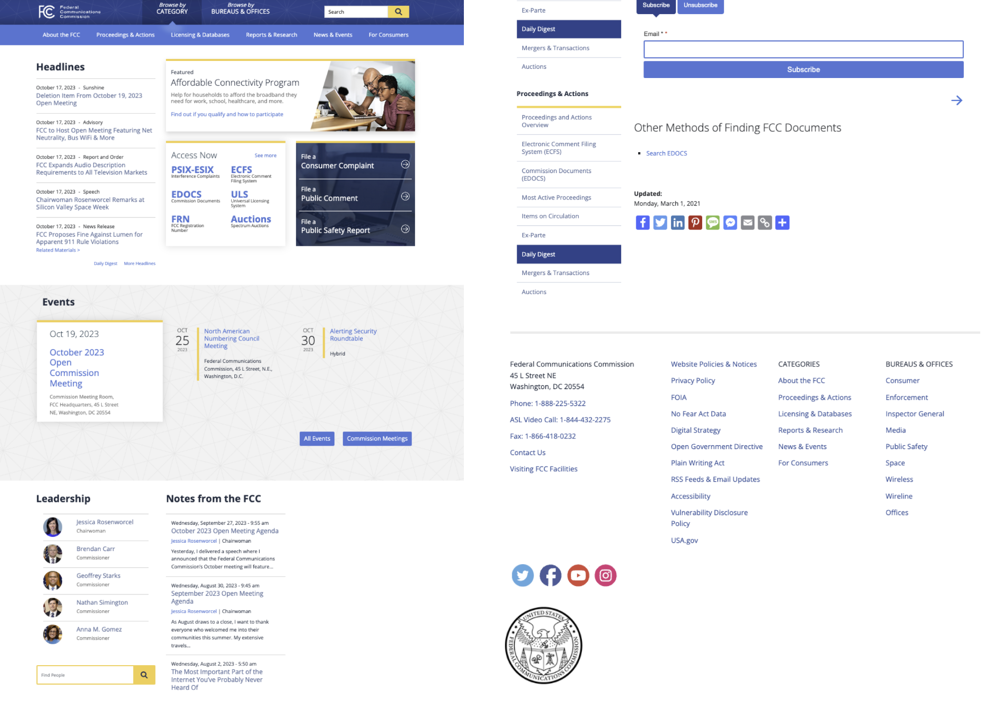 Federal
Communications
Commission
Browse by
CATEGORY
Browse by
BUREAUS & OFFICES
Search
About the FCC
Proceedings & Actions
Licensing & Databases
Reports & Research
News & Events
For Consumers
Headlines
October 17, 2023 - Sunshine
Deletion Item From October 19, 2023
Open Meeting
October 17, 2023 - Advisory
FCC to Host Open Meeting Featuring Net
Neutrality, Bus WiFi & More
October 17, 2023 - Report and Order
FCC Expands Audio Description
Requirements to All Television Markets
October 17, 2023 - Speech
Chairwoman Rosenworcel Remarks at
Silicon Valley Space Week
October 17, 2023 - News Release
FCC Proposes Fine Against Lumen for
Apparent 911 Rule Violations
Related Materials >
Daily Digest
More Headlines
Featured
Affordable Connectivity Program
Help for households to afford the broadband they
need for work, school, healthcare, and more.
Find out if you qualify and how to participate
Access Now
See more
PSIX-ESIX
Interference Complaints
ECFS
Electronic Comment
Filing System
EDOCS
Commission Documents
ULS
Universal Licensing
System
FRN
FCC Registration
Number
Auctions
Spectrum Auctions
File a
Consumer Complaint
File a
Public Comment
File a
Public Safety Report
Events
Oct 19, 2023
October 2023
Open
Commission
Meeting
Commission Meeting Room,
FCC Headquarters, 45 L Street
NE, Washington, DC 20554
OCT
25
2023
North American
Numbering Council
Meeting
Federal Communications
Commission, 45 L Street, N.E.,
Washington, D.C.
OCT
30
2023
Alerting Security
Roundtable
Hybrid
All Events
Commission Meetings
Leadership
Jessica Rosenworcel
Chairwoman
Brendan Carr
Commissioner
Geoffrey Starks
Commissioner
Nathan Simington
Commissioner
Anna M. Gomez
Commissioner
Find People
Notes from the FCC
Wednesday, September 27, 2023 - 9:55 am
October 2023 Open Meeting Agenda
Jessica Rosenworcel | Chairwoman
Yesterday, I delivered a speech where I
announced that the Federal Communications
Commission's October meeting will feature...
Wednesday, August 30, 2023 - 9:45 am
September 2023 Open Meeting
Agenda
Jessica Rosenworcel | Chairwoman
As August draws to a close, I want to thank
everyone who welcomed me into their
communities this summer. My extensive
travels...
Wednesday, August 2, 2023 - 5:50 am
The Most Important Part of the
Internet You've Probably Never
Heard Of
Ex-Parte
Daily Digest
Mergers & Transactions
Auctions
Proceedings & Actions
Proceedings and Actions
Overview
Electronic Comment Filing
System (ECFS)
Commission Documents
(EDOCS)
Most Active Proceedings
Items on Circulation
Ex-Parte
Daily Digest
Mergers & Transactions
Auctions
Subscribe
Unsubscribe
Email * *
Subscribe
Other Methods of Finding FCC Documents
Search EDOCS
Updated:
Monday, March 1, 2021
SMS
Federal Communications Commission
45 L Street NE
Washington, DC 20554
Phone: 1-888-225-5322
ASL Video Call: 1-844-432-2275
Fax: 1-866-418-0232
Contact Us
Visiting FCC Facilities
Website Policies & Notices
Privacy Policy
FOIA
No Fear Act Data
Digital Strategy
Open Government Directive
Plain Writing Act
RSS Feeds & Email Updates
Accessibility
Vulnerability Disclosure
Policy
USA.gov
CATEGORIES
About the FCC
Proceedings & Actions
Licensing & Databases
Reports & Research
News & Events
For Consumers
BUREAUS & OFFICES
Consumer
Enforcement
Inspector General
Media
Public Safety
Space
Wireless
Wireline
Offices
UNITED STATES
FEDERAL COMMUNICATIONS COMMISSION